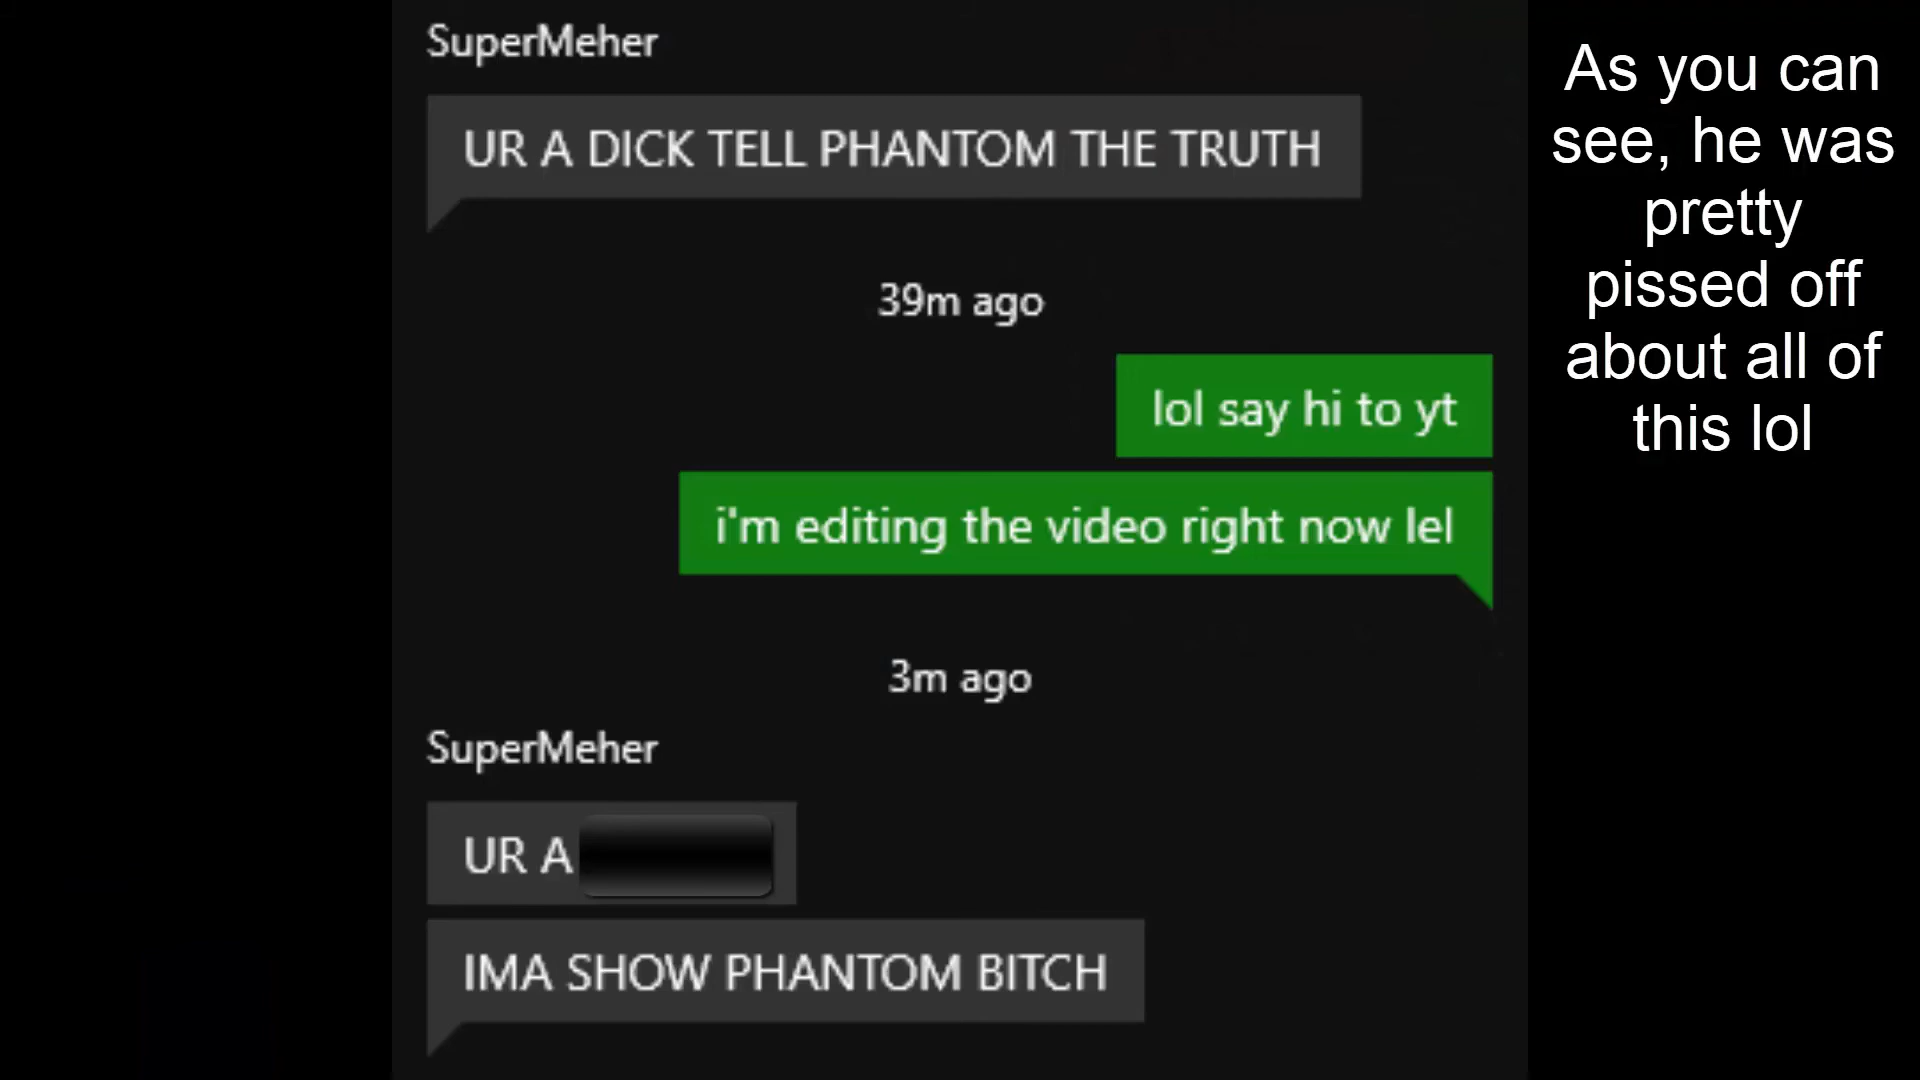 SuperMeher
UR A DICK TELL PHANTOM THE TRUTH
39m ago
lol say hi to yt
i'm editing the video right now lel
3m ago
SuperMeher
UR A
IMA SHOW PHANTOM BITCH
As you can
see, he was
pretty
pissed off
about all of
this lol